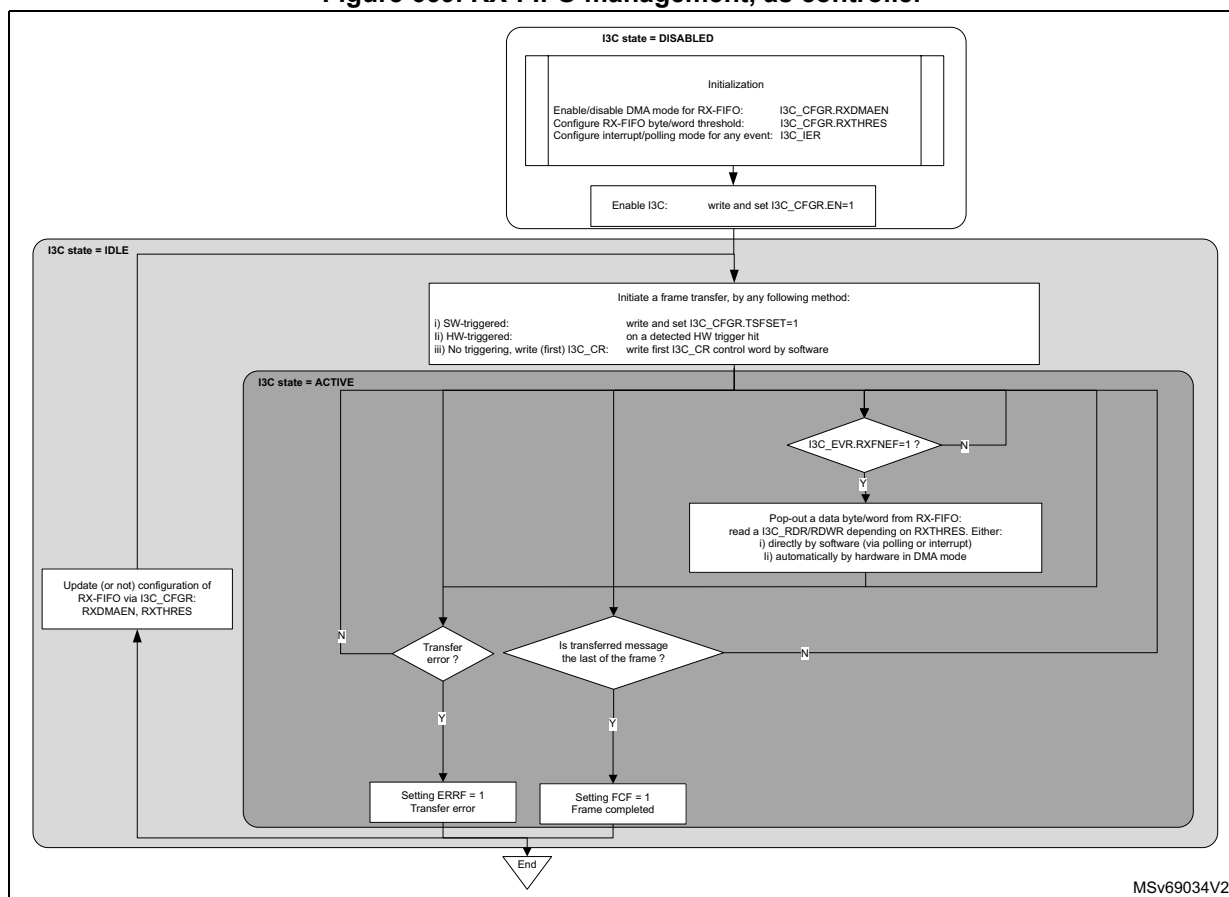 I3C state = DISABLED
Initialization
Enable/disable DMA mode for RX-FIFO: I3C_CFGR.RXDMAEN
Configure RX-FIFO byte/word threshold: I3C_CFGR.RXTHRES
Configure interrupt/polling mode for any event: I3C_IER
Enable I3C: write and set I3C_CFGR.EN=1
I3C state = IDLE
Initiate a frame transfer, by any following method:
i) SW-triggered: write and set I3C_CFGR.TSFSET=1
Ii) HW-triggered: on a detected HW trigger hit
iii) No triggering, write (first) I3C_CR: write first I3C_CR control word by software
I3C state = ACTIVE
I3C_EVR.RXFNEF=1 ?
N
Y
Pop-out a data byte/word from RX-FIFO:
read a I3C_RDR/RDWR depending on RXTHRES. Either:
i) directly by software (via polling or interrupt)
Ii) automatically by hardware in DMA mode
Update (or not) configuration of
RX-FIFO via I3C_CFGR:
RXDMAEN, RXTHRES
N
Transfer
error ?
Is transferred message
the last of the frame ?
N
Y
Y
Setting ERRF = 1
Transfer error
Setting FCF = 1
Frame completed
End
MSv69034V2